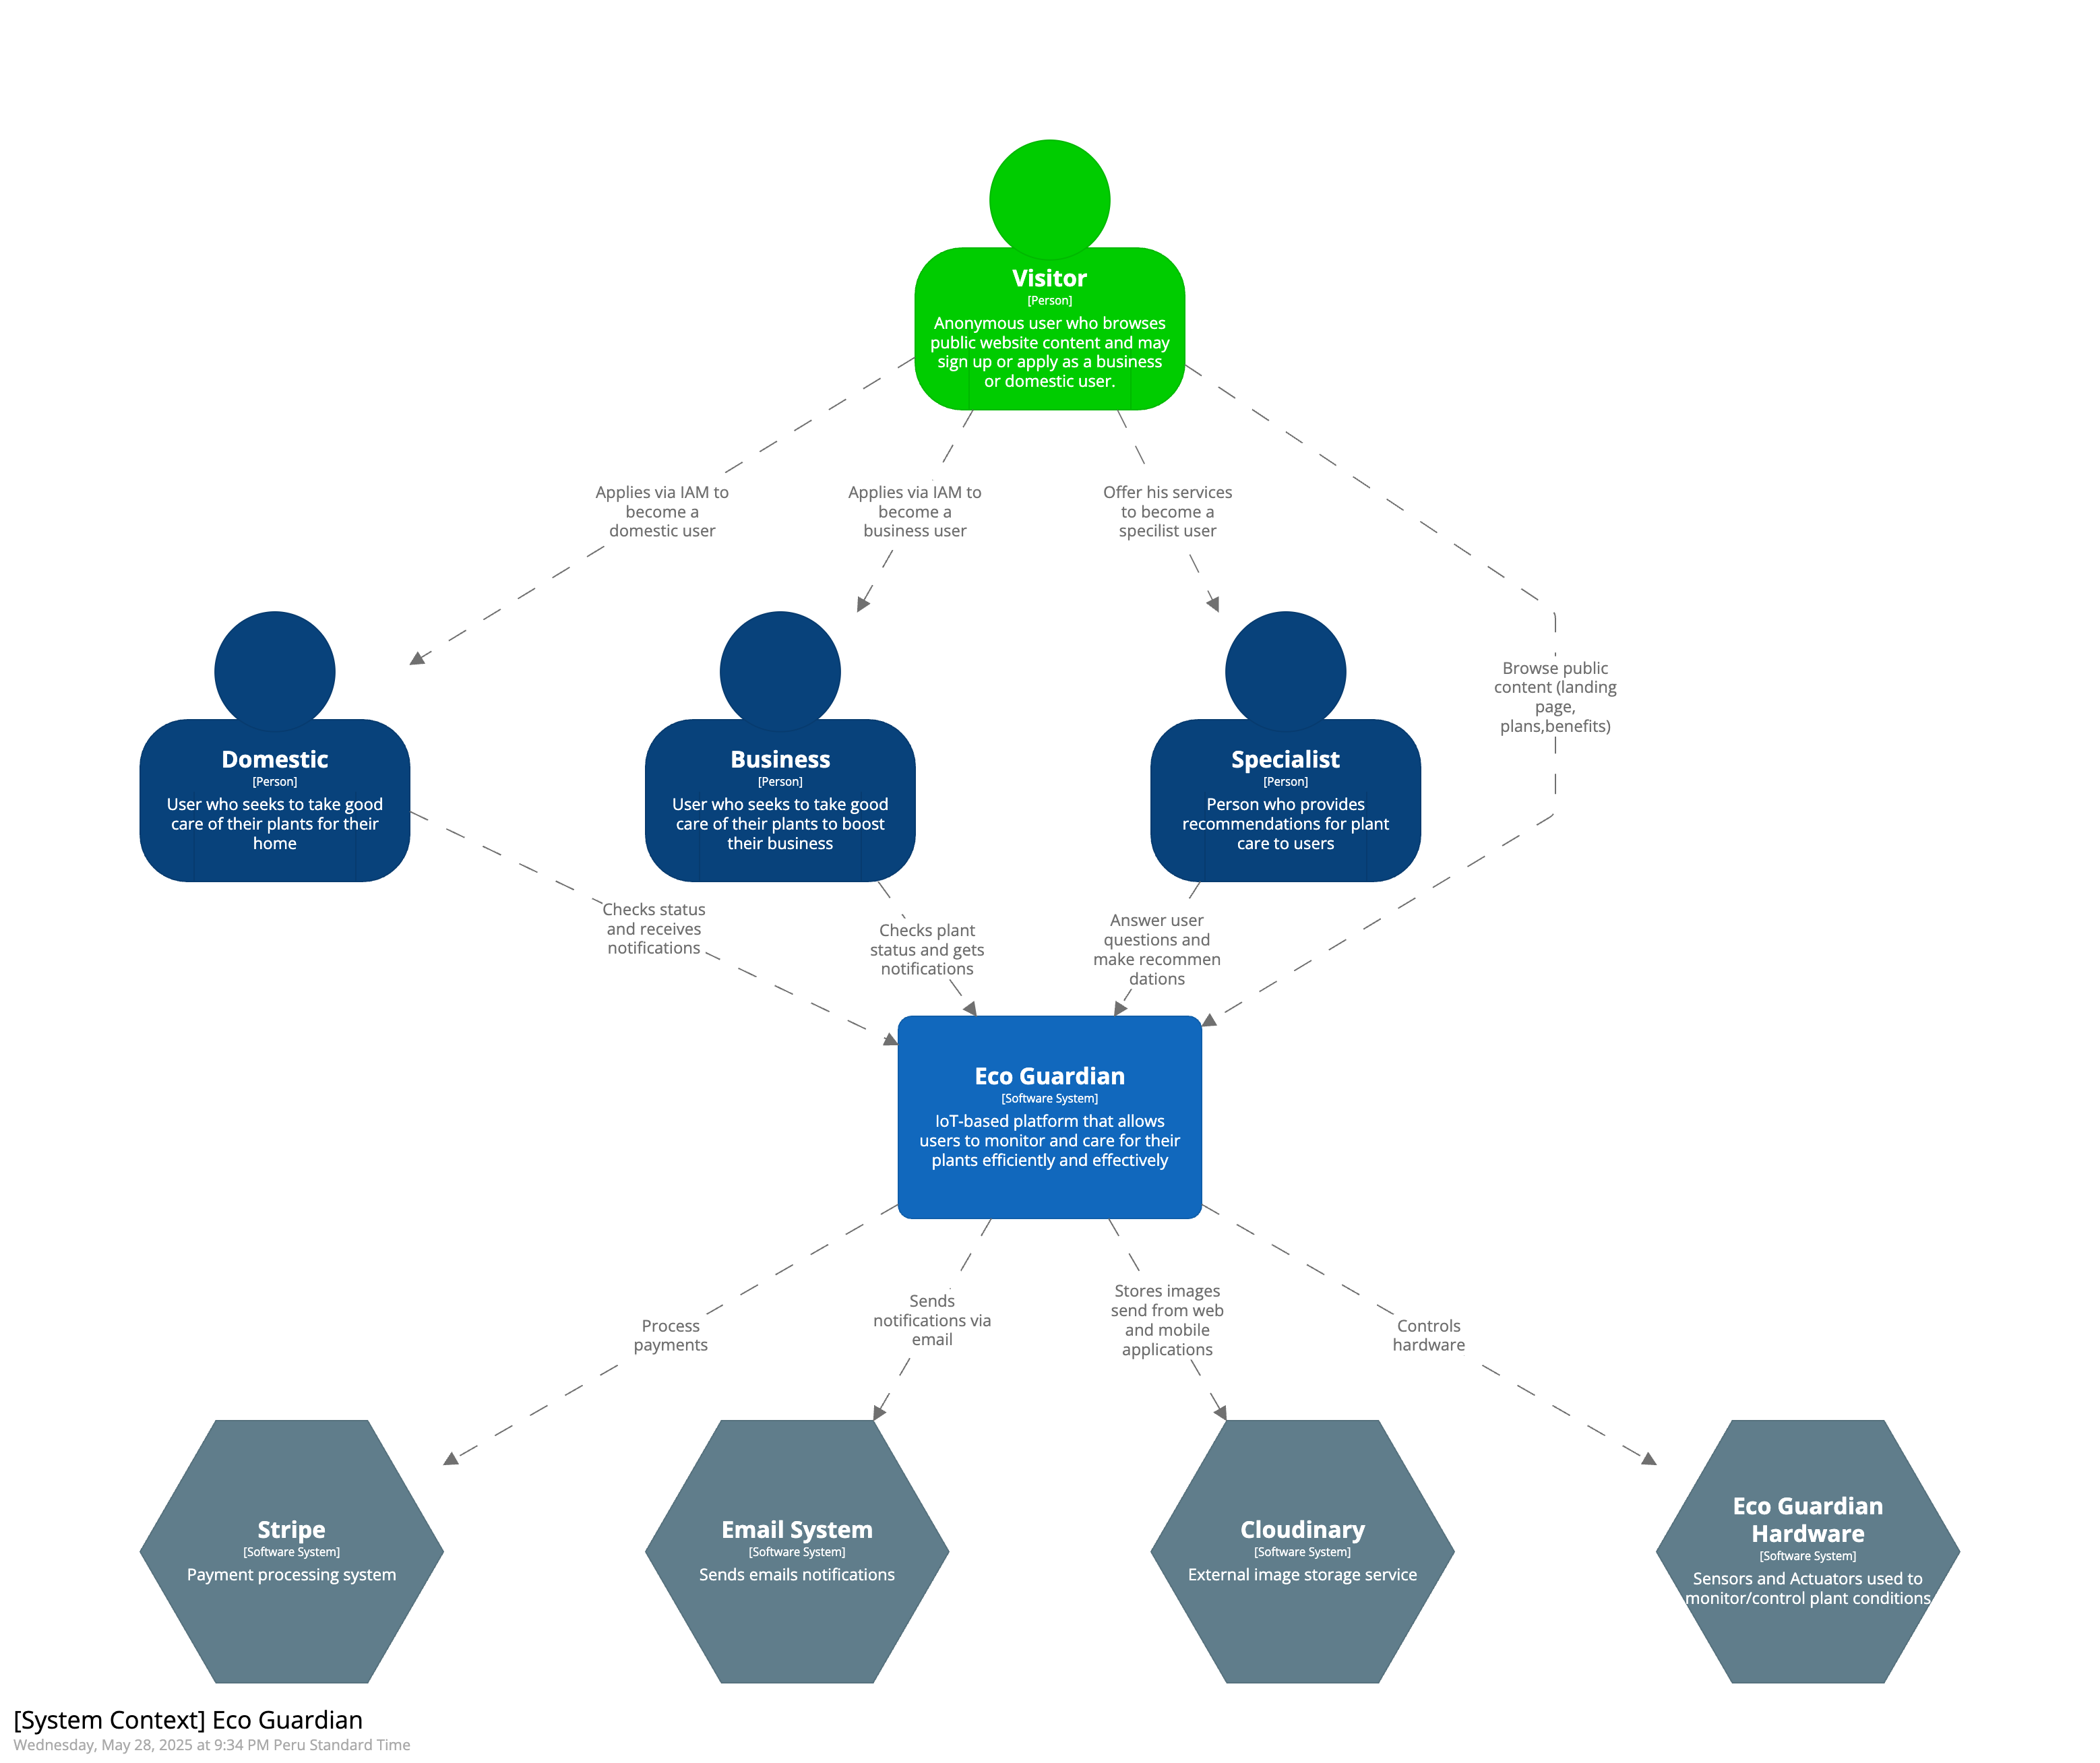 Visitor
[Person]
Anonymous user who browses
public website content and may
sign up or apply as a business
or domestic user.
Applies via IAM to
become a
domestic user
Applies via IAM to
become a
business user
Offer his services
to become a
specilist user
Browse public
content (landing
page,
plans,benefits)
Domestic
[Person]
User who seeks to take good
care of their plants for their
home
Business
[Person]
User who seeks to take good
care of their plants to boost
their business
Specialist
[Person]
Person who provides
recommendations for plant
care to users
Checks status
and receives
notifications
Checks plant
status and gets
notifications
Answer user
questions and
make recommen
dations
Eco Guardian
[Software System]
IoT-based platform that allows
users to monitor and care for their
plants efficiently and effectively
Process
payments
Sends
notifications via
email
Stores images
send from web
and mobile
applications
Controls
hardware
Stripe
[Software System]
Payment processing system
Email System
[Software System]
Sends emails notifications
Cloudinary
[Software System]
External image storage service
Eco Guardian
Hardware
[Software System]
Sensors and Actuators used to
monitor/control plant conditions
[System Context] Eco Guardian
Wednesday, May 28, 2025 at 9:34 PM Peru Standard Time